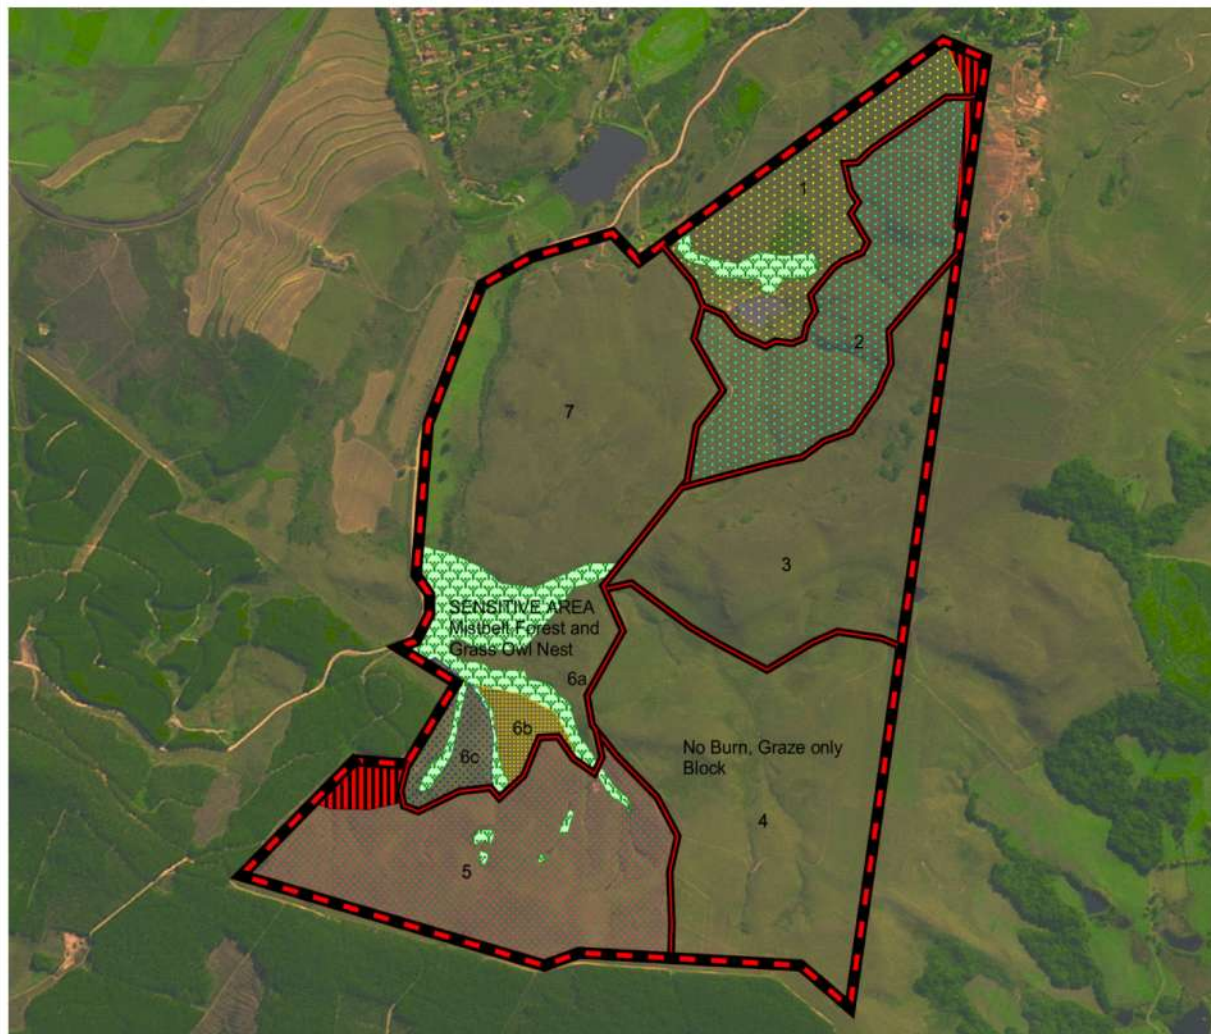 1
2
7
3
SENSITIVE AREA
Mistbelt Forest and
Grass Owl Nest
6a
6b
6c
No Burn, Graze only
Block
4
5